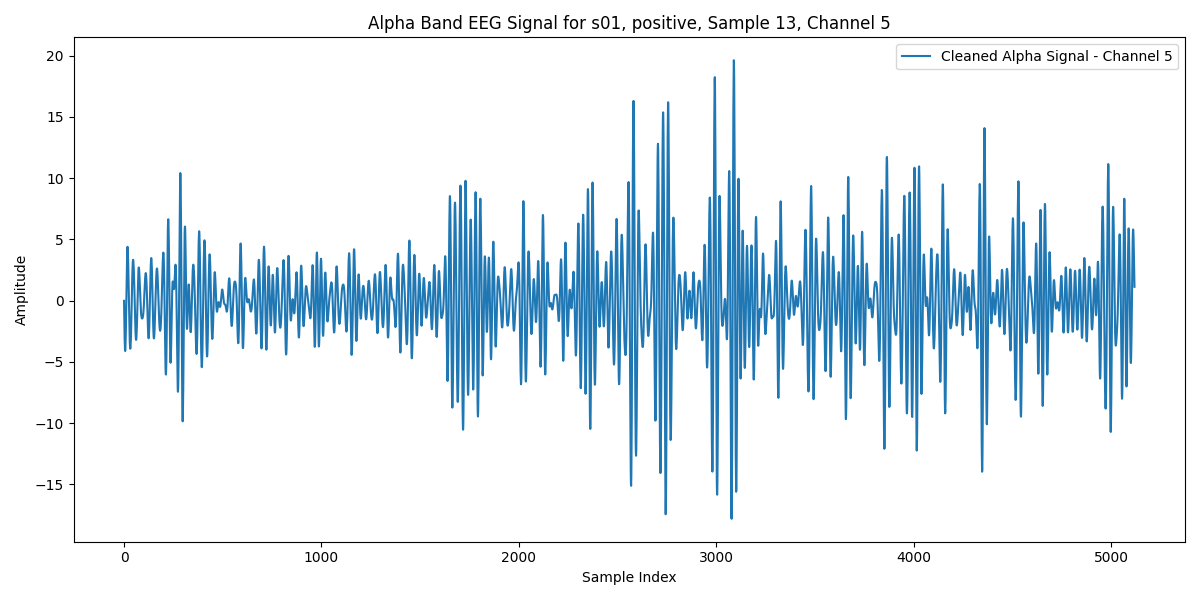 Alpha Band EEG Signal for s01, positive, Sample 13, Channel 5
Cleaned Alpha Signal - Channel 5
Amplitude
20
15
10
5
0
−5
−10
−15
0 1000 2000 3000 4000 5000
Sample Index